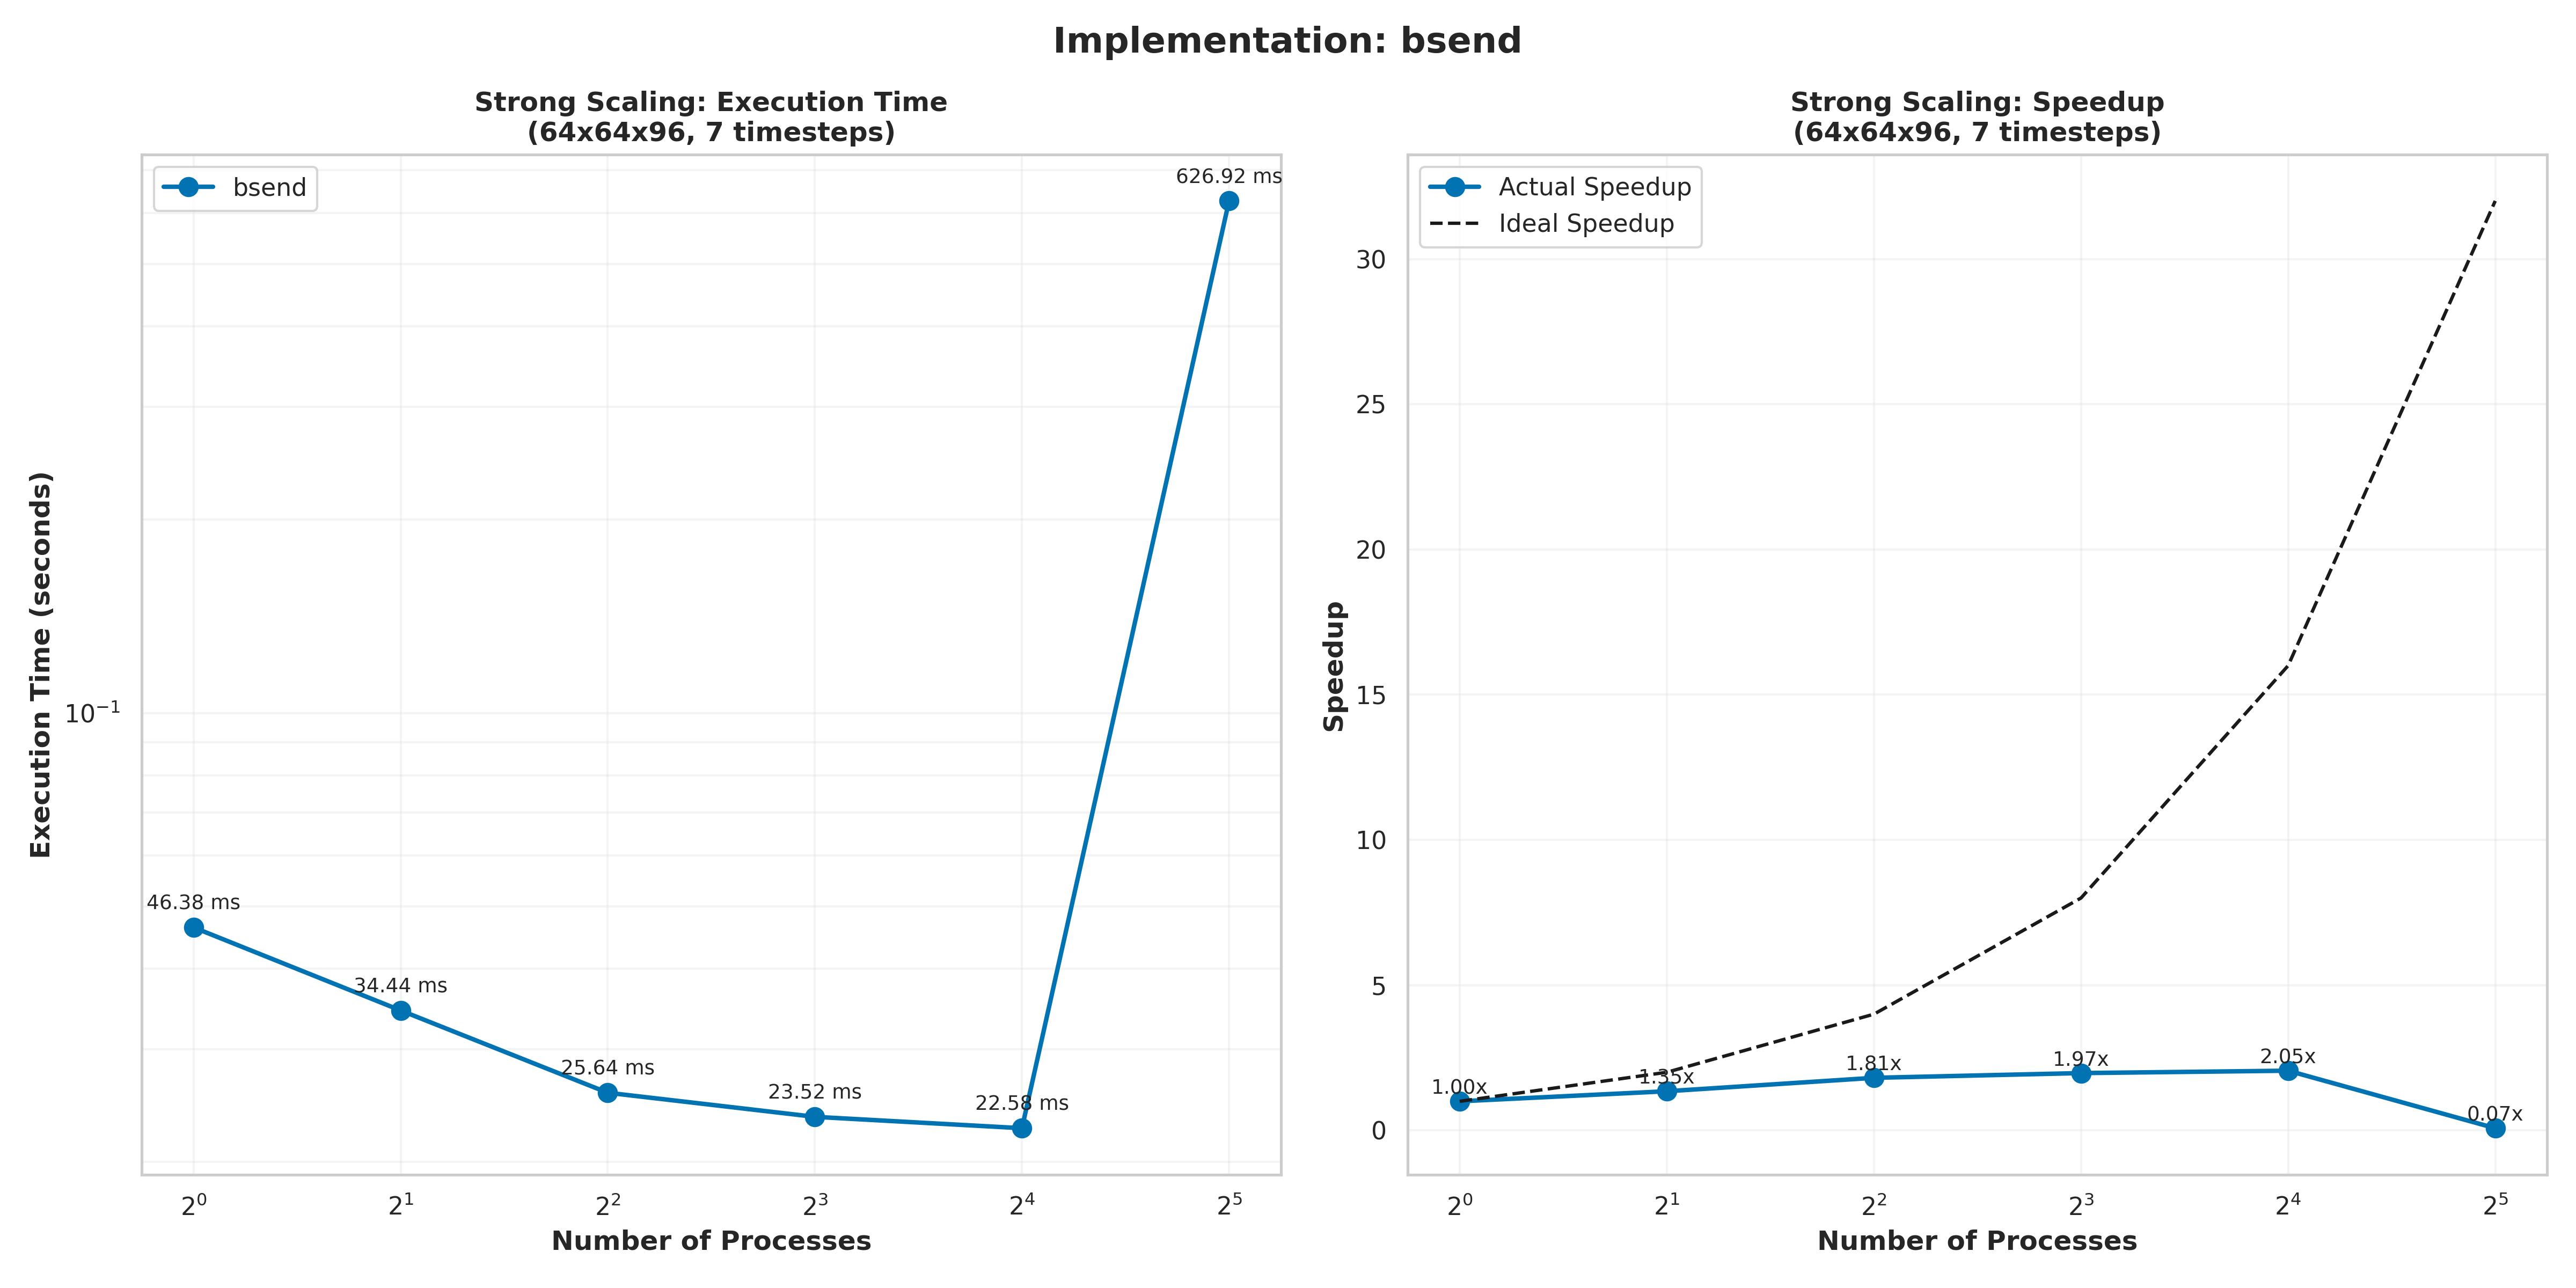 Implementation: bsend
Strong Scaling: Execution Time
(64x64x96, 7 timesteps)
bsend
626.92 ms
46.38 ms
34.44 ms
25.64 ms
23.52 ms
22.58 ms
10⁻¹
Execution Time (seconds)
2⁰ 2¹ 2² 2³ 2⁴ 2⁵
Number of Processes
Strong Scaling: Speedup
(64x64x96, 7 timesteps)
Actual Speedup
Ideal Speedup
30
25
20
15
10
5
0
Speedup
1.00x
1.35x
1.81x
1.97x
2.05x
0.07x
2⁰ 2¹ 2² 2³ 2⁴ 2⁵
Number of Processes